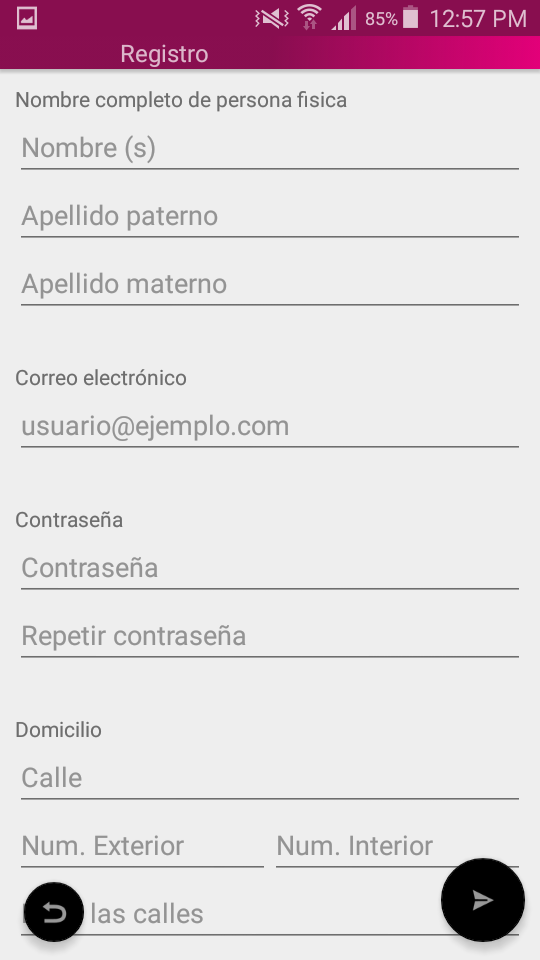 85% 12:57 PM
Registro
Nombre completo de persona fisica
Nombre (s)
Apellido paterno
Apellido materno
Correo electrónico
usuario@ejemplo.com
Contraseña
Contraseña
Repetir contraseña
Domicilio
Calle
Num. Exterior Num. Interior
las calles